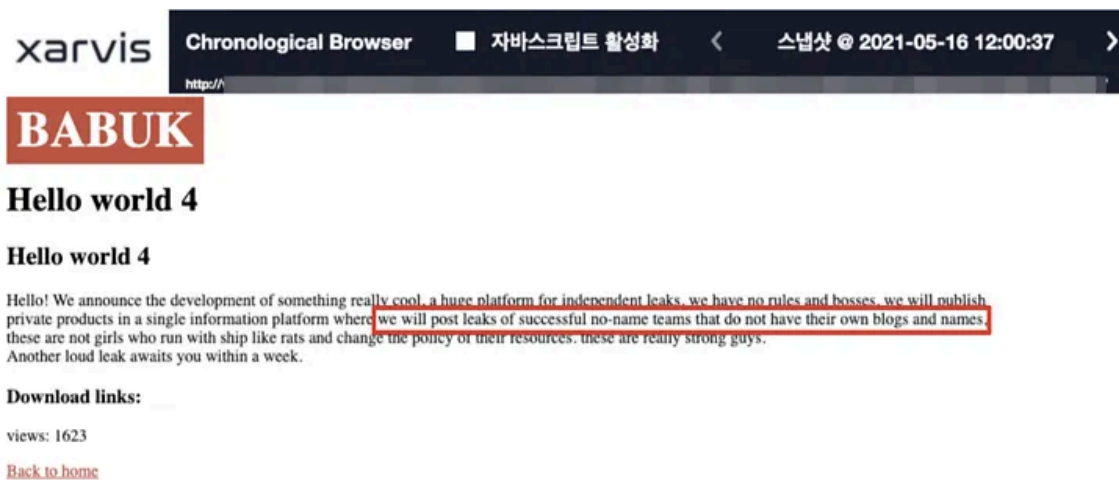 xarvis
Chronological Browser 자바스크립트 활성화 < 스냅샷 @ 2021-05-16 12:00:37 >
http://
BABUK
Hello world 4
Hello world 4
Hello! We announce the development of something really cool. a huge platform for independent leaks. we have no rules and bosses. we will publish
private products in a single information platform where we will post leaks of successful no-name teams that do not have their own blogs and names.
these are not girls who run with ship like rats and change the policy of their resources. these are really strong guys.
Another loud leak awaits you within a week.
Download links:
views: 1623
Back to home